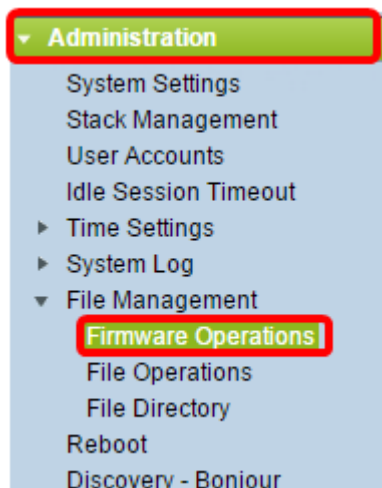 Administration
System Settings
Stack Management
User Accounts
Idle Session Timeout
Time Settings
System Log
File Management
Firmware Operations
File Operations
File Directory
Reboot
Discovery - Bonjour